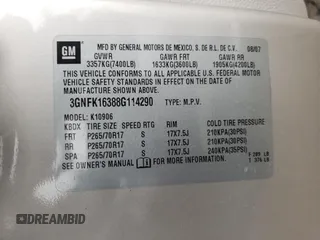 GM
MFD BY GENERAL MOTORS DE MEXICO, S. DE R.L. DE C.V. 08/07
GVWR GAWR FRT GAWR RR
3357KG(7400LB) 1633KG(3600LB) 1905KG(4200LB)
THIS VEHICLE CONFORMS TO ALL APPLICABLE U.S. FEDERAL MOTOR
VEHICLE SAFETY STANDARDS IN EFFECT ON THE DATE OF
MANUFACTURE SHOWN ABOVE.
3GNFK16388G114290 TYPE: M.P.V.
MODEL: K10906
KBDX TIRE SIZE SPEED RTG RIM COLD TIRE PRESSURE
FRT P265/70R17 S 17X7.5J 210KPA(30PSI)
RR P265/70R17 S 17X7.5J 210KPA(30PSI)
SPA P265/70R17 S 17X7.5J 240KPA(35PSI)
SEE OWNER'S MANUAL FOR ADDITIONAL INFORMATION
DREAMBID